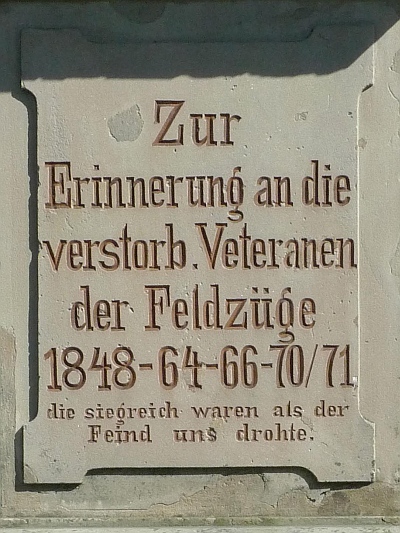 Zur
Erinnerung an die
verstorb. Veteranen
der Feldzüge
1848-64-66-70/71
die siegreich waren als der
Feind uns drohte.